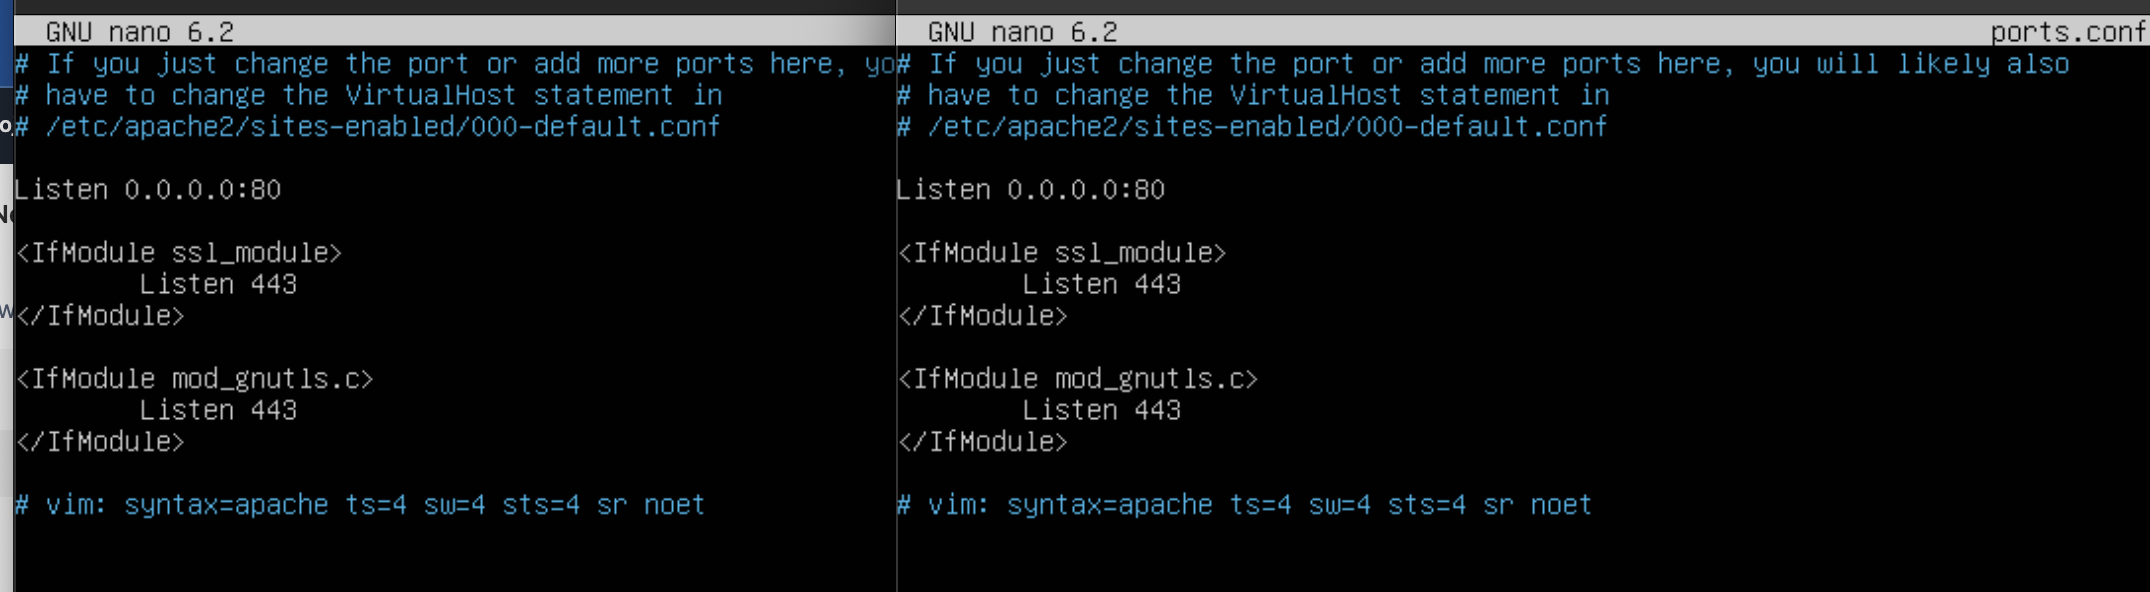 GNU nano 6.2
# If you just change the port or add more ports here, yo
# have to change the VirtualHost statement in
# /etc/apache2/sites-enabled/000-default.conf
Listen 0.0.0.0:80
<IfModule ssl_module>
Listen 443
</IfModule>
<IfModule mod_gnutls.c>
Listen 443
</IfModule>
# vim: syntax=apache ts=4 sw=4 sts=4 sr noet
GNU nano 6.2 ports.conf
# If you just change the port or add more ports here, you will likely also
# have to change the VirtualHost statement in
# /etc/apache2/sites-enabled/000-default.conf
Listen 0.0.0.0:80
<IfModule ssl_module>
Listen 443
</IfModule>
<IfModule mod_gnutls.c>
Listen 443
</IfModule>
# vim: syntax=apache ts=4 sw=4 sts=4 sr noet